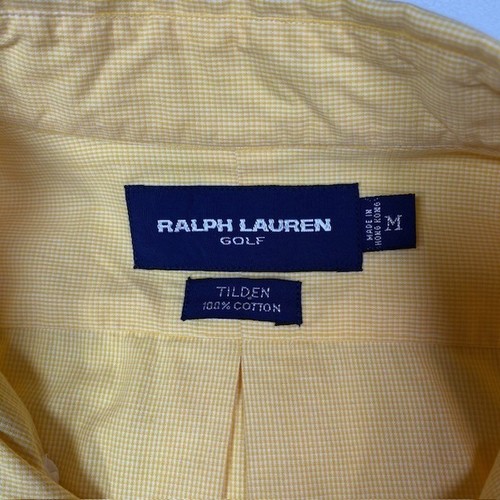 RALPH LAUREN
GOLF
MADE IN
HONG KONG
M
TILDEN
100% COTTON